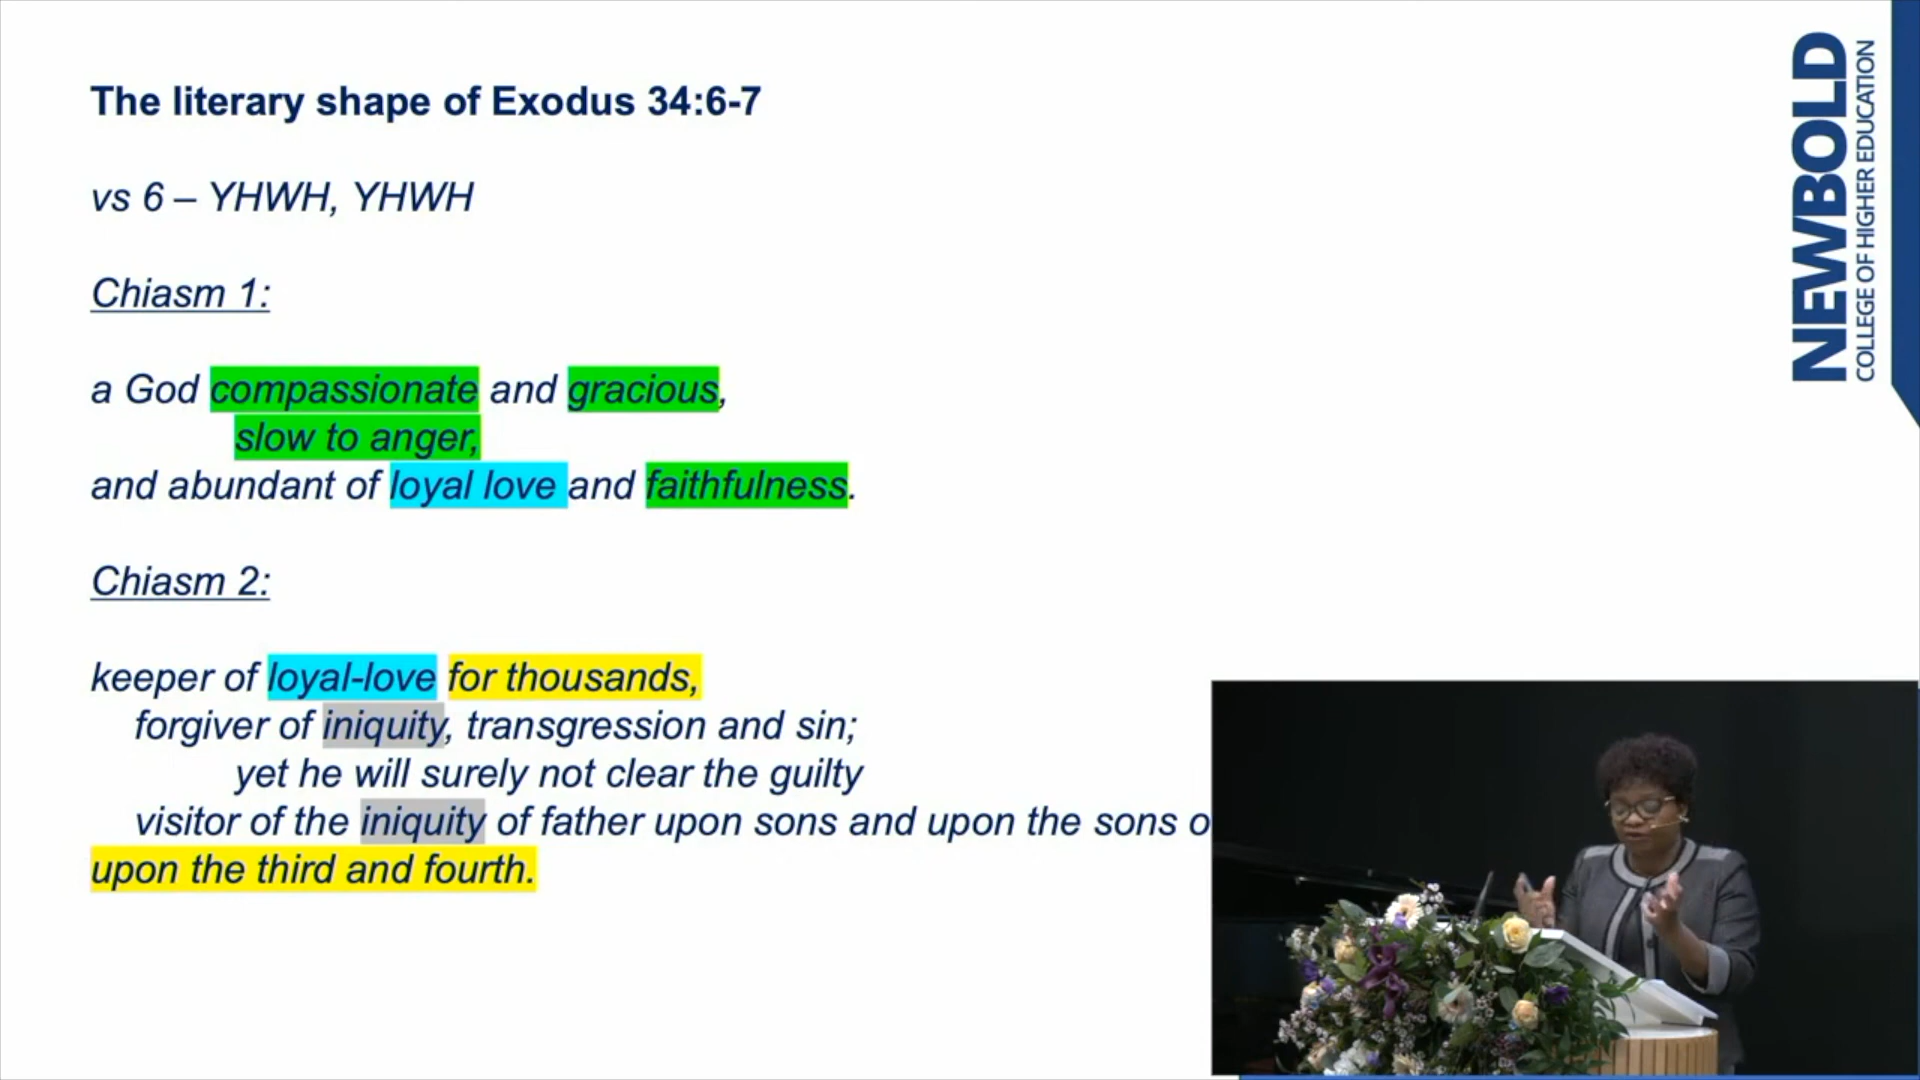 The literary shape of Exodus 34:6-7
vs 6 – YHWH, YHWH
Chiasm 1:
a God compassionate and gracious,
slow to anger,
and abundant of loyal love and faithfulness.
Chiasm 2:
keeper of loyal-love for thousands,
forgiver of iniquity, transgression and sin;
yet he will surely not clear the guilty
visitor of the iniquity of father upon sons and upon the sons
upon the third and fourth.
NEWBOLD
COLLEGE OF HIGHER EDUCATION